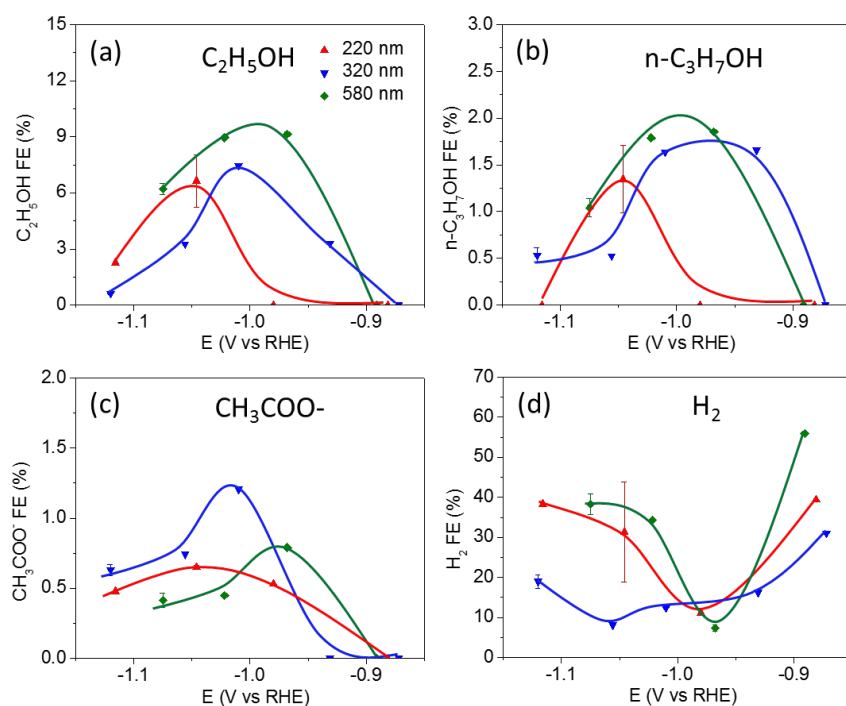 (a)
C₂H₅OH
220 nm
320 nm
580 nm
C₂H₅OH FE (%)
15
12
9
6
3
0
-1.1
-1.0
-0.9
E (V vs RHE)
(b)
n-C₃H₇OH
n-C₃H₇OH FE (%)
3.0
2.5
2.0
1.5
1.0
0.5
0.0
-1.1
-1.0
-0.9
E (V vs RHE)
(c)
CH₃COO-
CH₃COO⁻ FE (%)
2.0
1.5
1.0
0.5
0.0
-1.1
-1.0
-0.9
E (V vs RHE)
(d)
H₂
H₂ FE (%)
70
60
50
40
30
20
10
0
-1.1
-1.0
-0.9
E (V vs RHE)